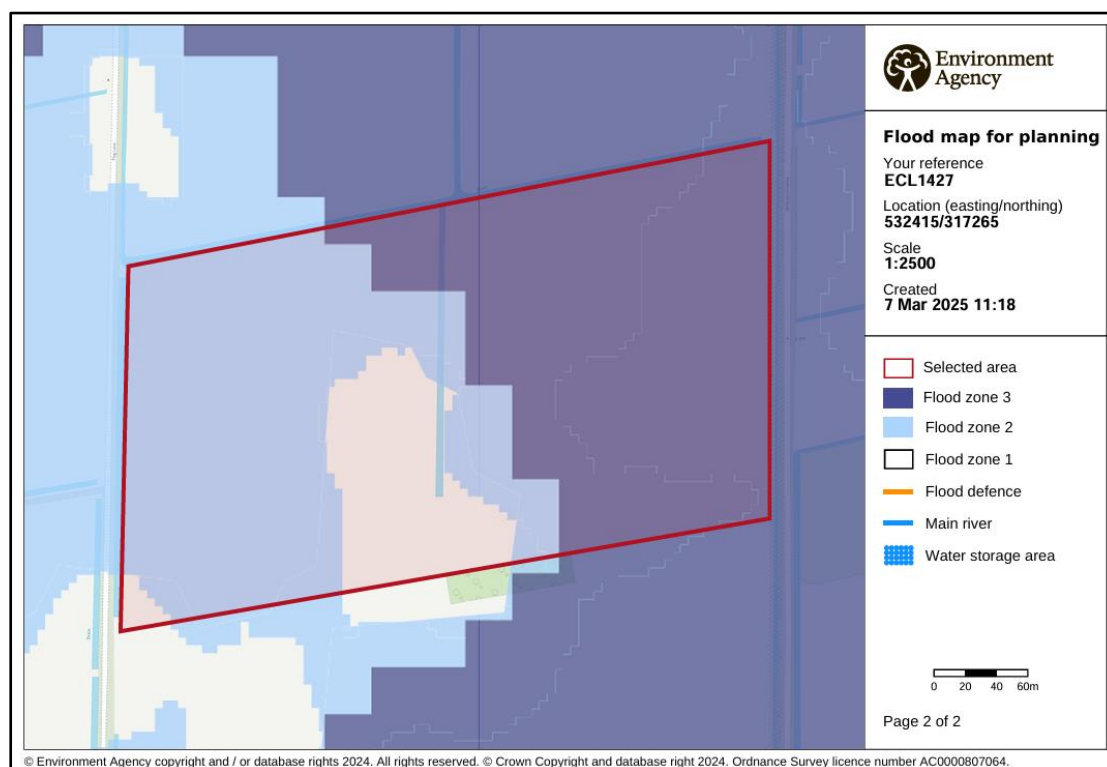 Environment
Agency
Flood map for planning
Your reference
ECL1427
Location (easting/northing)
532415/317265
Scale
1:2500
Created
7 Mar 2025 11:18
Selected area
Flood zone 3
Flood zone 2
Flood zone 1
Flood defence
Main river
Water storage area
0 20 40 60m
Page 2 of 2
© Environment Agency copyright and / or database rights 2024. All rights reserved. © Crown Copyright and database right 2024. Ordnance Survey licence number AC0000807064.